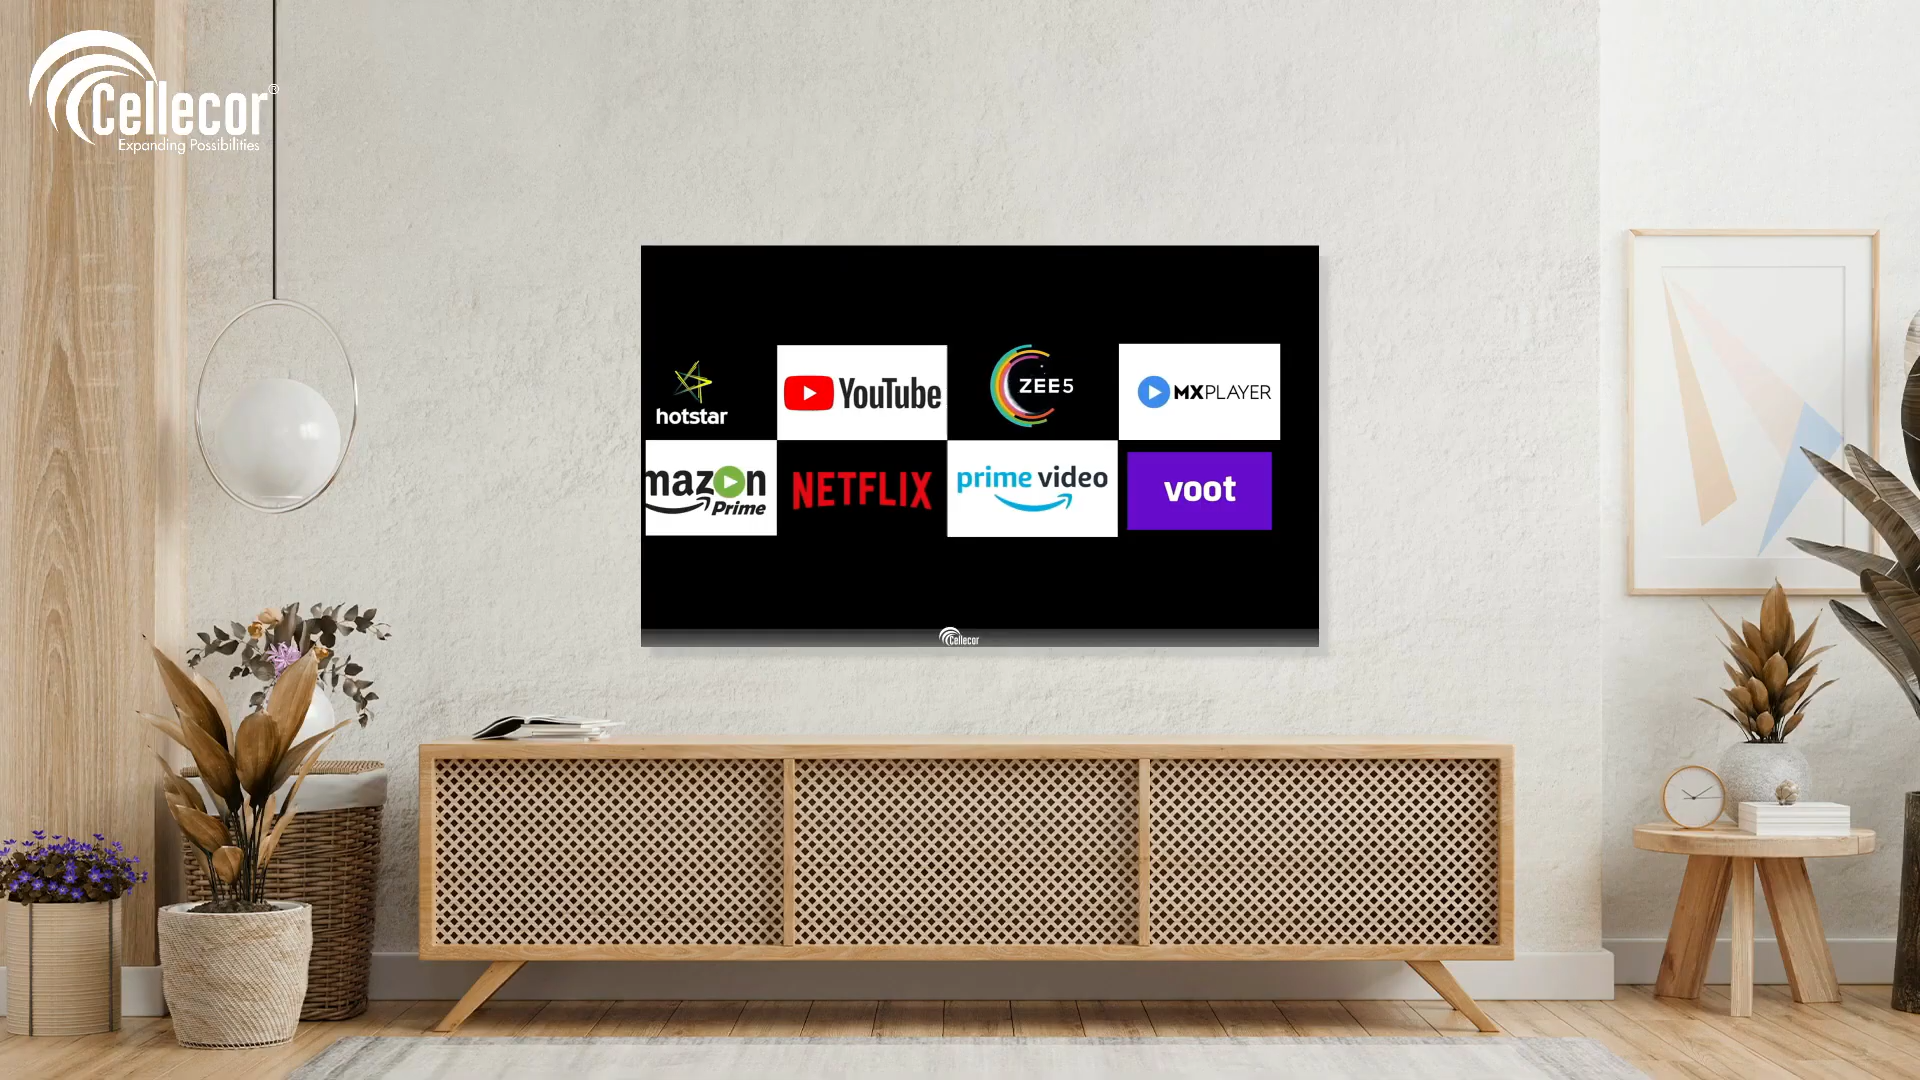 Cellecor®
Expanding Possibilities
hotstar
YouTube
ZEE5
MXPLAYER
mazon
Prime
NETFLIX
prime video
voot
Cellecor